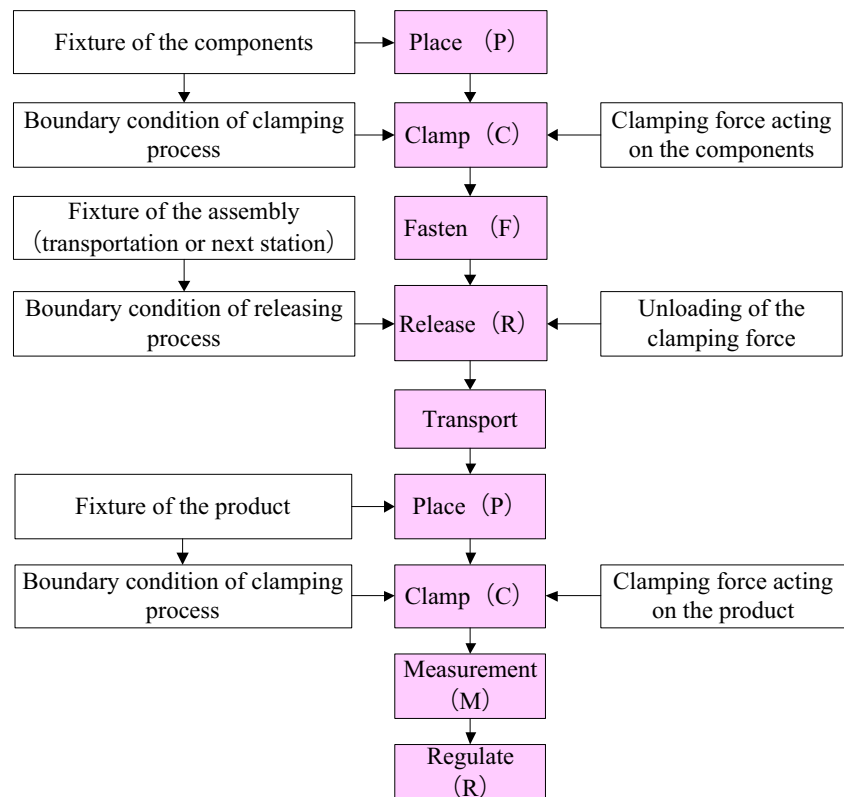 Fixture of the components
Place （P）
Boundary condition of clamping
process
Clamp （C）
Clamping force acting
on the components
Fixture of the assembly
（transportation or next station）
Fasten （F）
Boundary condition of releasing
process
Release （R）
Unloading of the
clamping force
Transport
Fixture of the product
Place （P）
Boundary condition of clamping
process
Clamp （C）
Clamping force acting
on the product
Measurement
（M）
Regulate
（R）